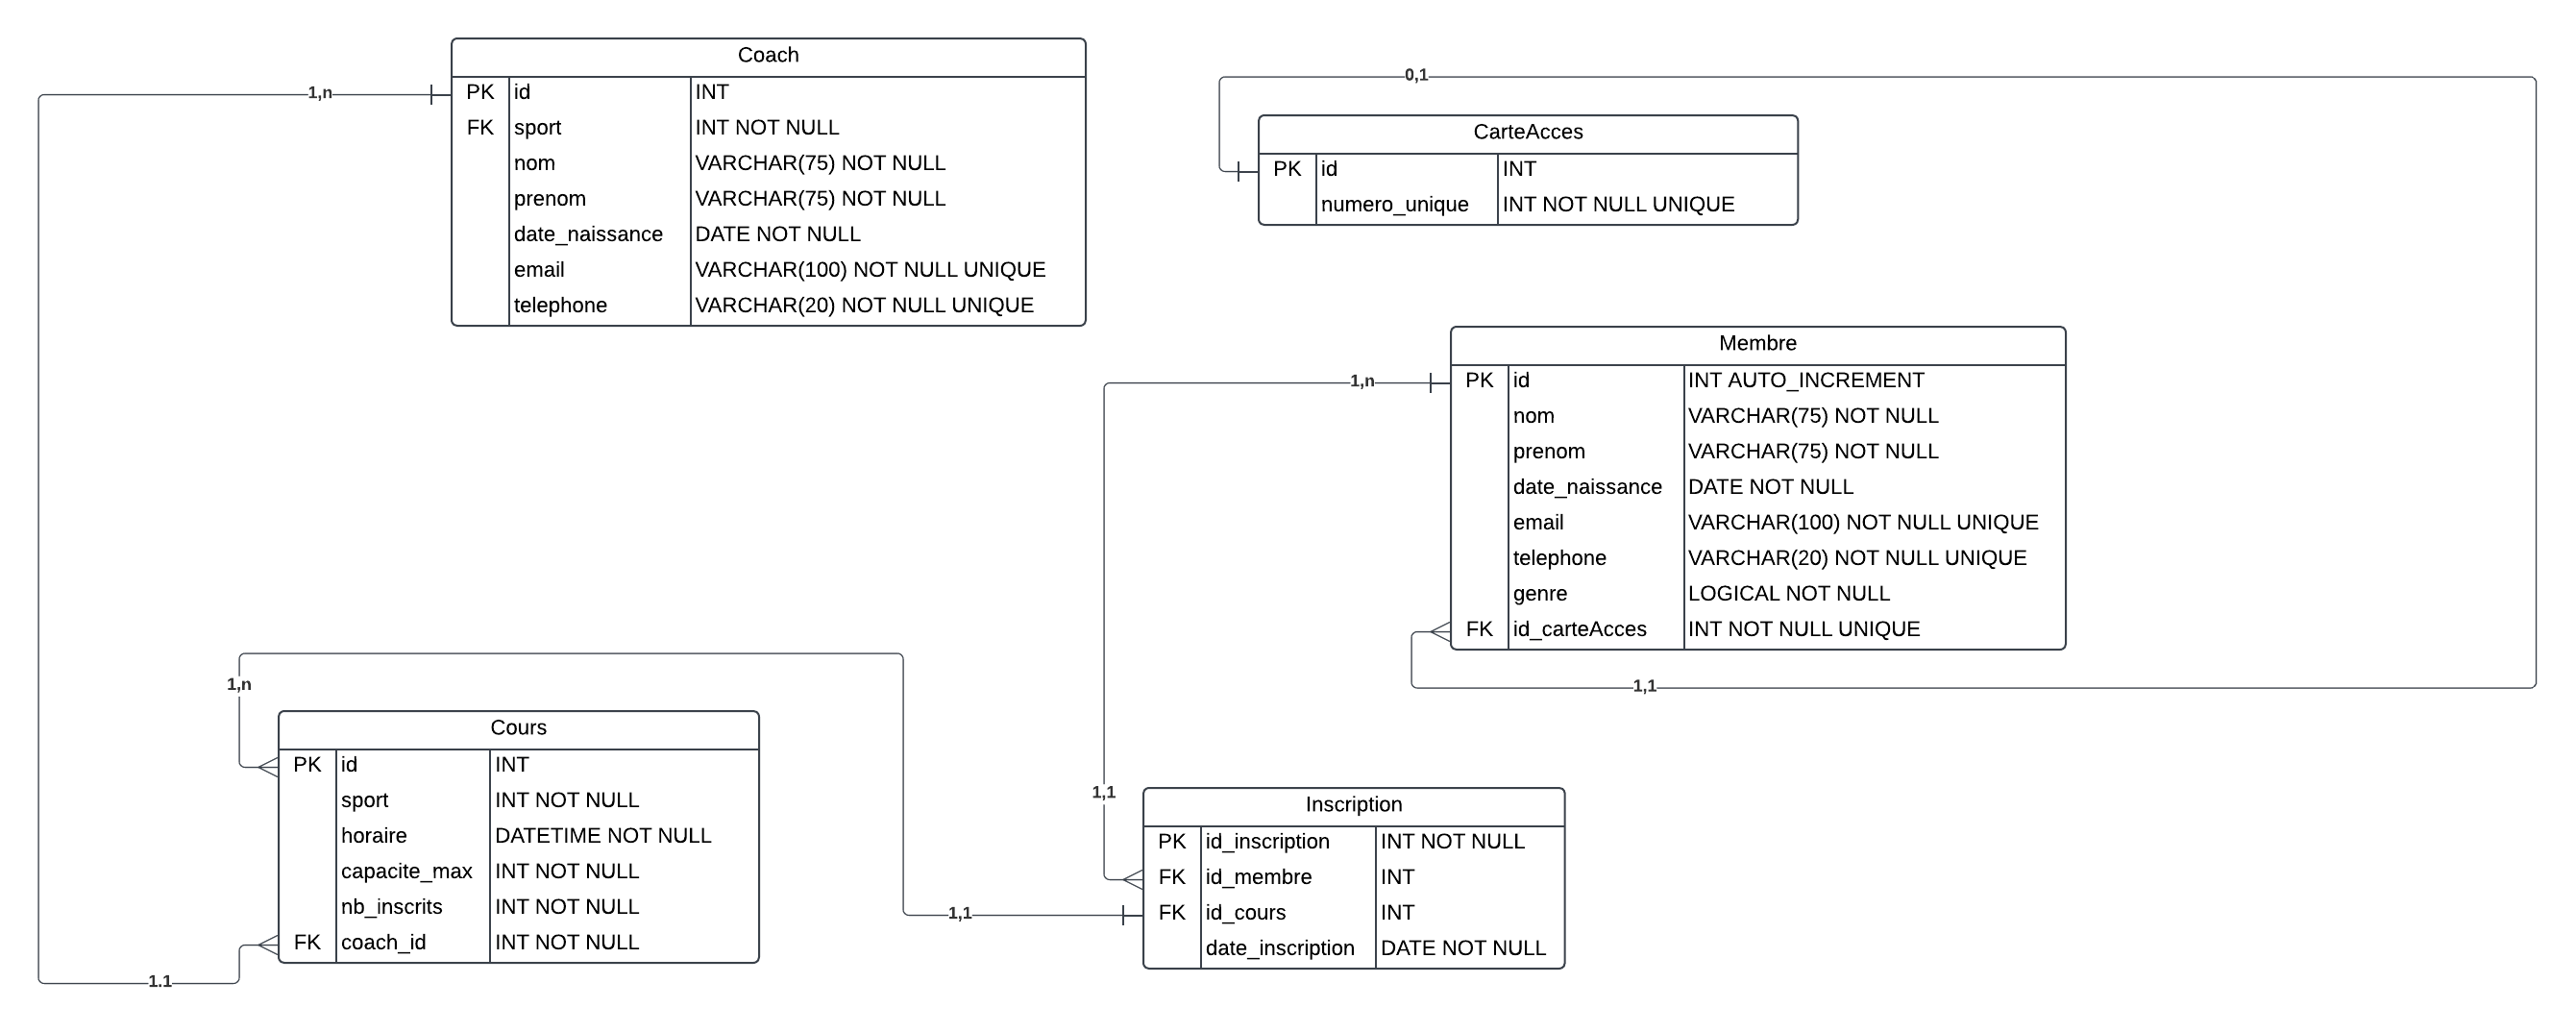 Coach
1,n
PK id INT
FK sport INT NOT NULL
nom VARCHAR(75) NOT NULL
prenom VARCHAR(75) NOT NULL
date_naissance DATE NOT NULL
email VARCHAR(100) NOT NULL UNIQUE
telephone VARCHAR(20) NOT NULL UNIQUE
0,1
CarteAcces
PK id INT
numero_unique INT NOT NULL UNIQUE
Membre
1,n
PK id INT AUTO_INCREMENT
nom VARCHAR(75) NOT NULL
prenom VARCHAR(75) NOT NULL
date_naissance DATE NOT NULL
email VARCHAR(100) NOT NULL UNIQUE
telephone VARCHAR(20) NOT NULL UNIQUE
genre LOGICAL NOT NULL
FK id_carteAcces INT NOT NULL UNIQUE
1,1
1,n
Cours
PK id INT
sport INT NOT NULL
horaire DATETIME NOT NULL
capacite_max INT NOT NULL
nb_inscrits INT NOT NULL
FK coach_id INT NOT NULL
1.1
1,1
1,1
Inscription
PK id_inscription INT NOT NULL
FK id_membre INT
FK id_cours INT
date_inscription DATE NOT NULL